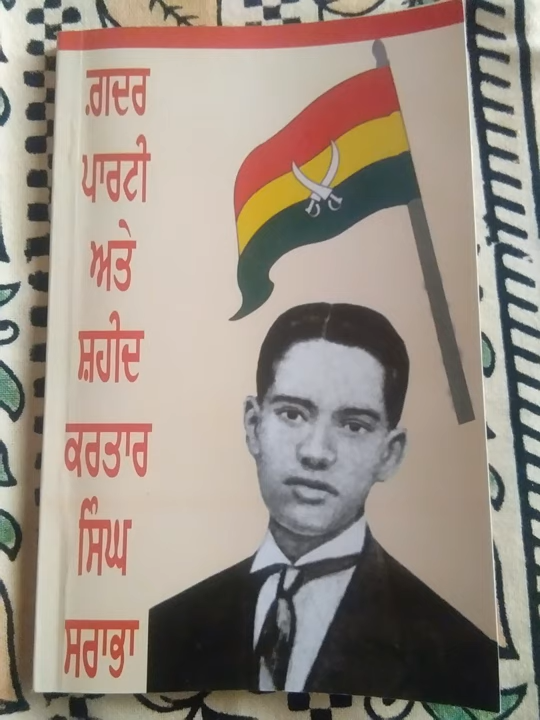 ਗ਼ਦਰ
ਪਾਰਟੀ
ਅਤੇ
ਸ਼ਹੀਦ
ਕਰਤਾਰ
ਸਿੰਘ
ਸਰਾਭਾ